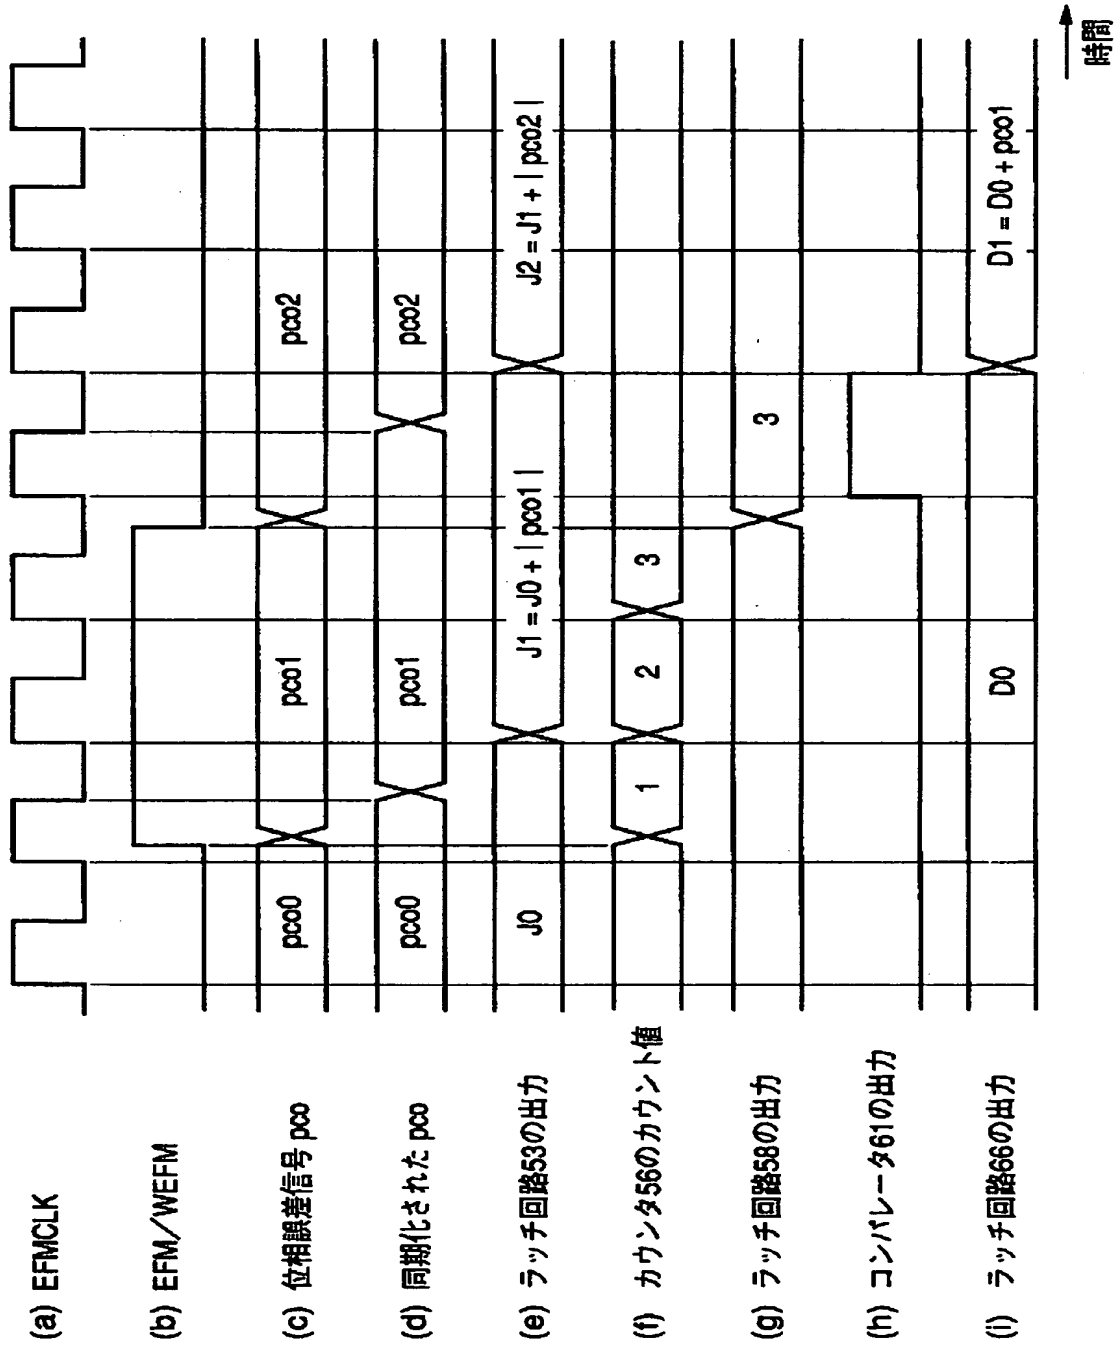 (a) EFMCLK
(b) EFM/WEFM
(c) 位相誤差信号 pco
pco0
pco1
pco2
(d) 同期化された pco
pco0
pco1
pco2
(e) ラッチ回路53の出力
J0
J1 = J0 + | pco1 |
J2 = J1 + | pco2 |
(f) カウンタ56のカウント値
1
2
3
(g) ラッチ回路58の出力
3
(h) コンパレータ61の出力
(i) ラッチ回路66の出力
D0
D1 = D0 + pco1
時間